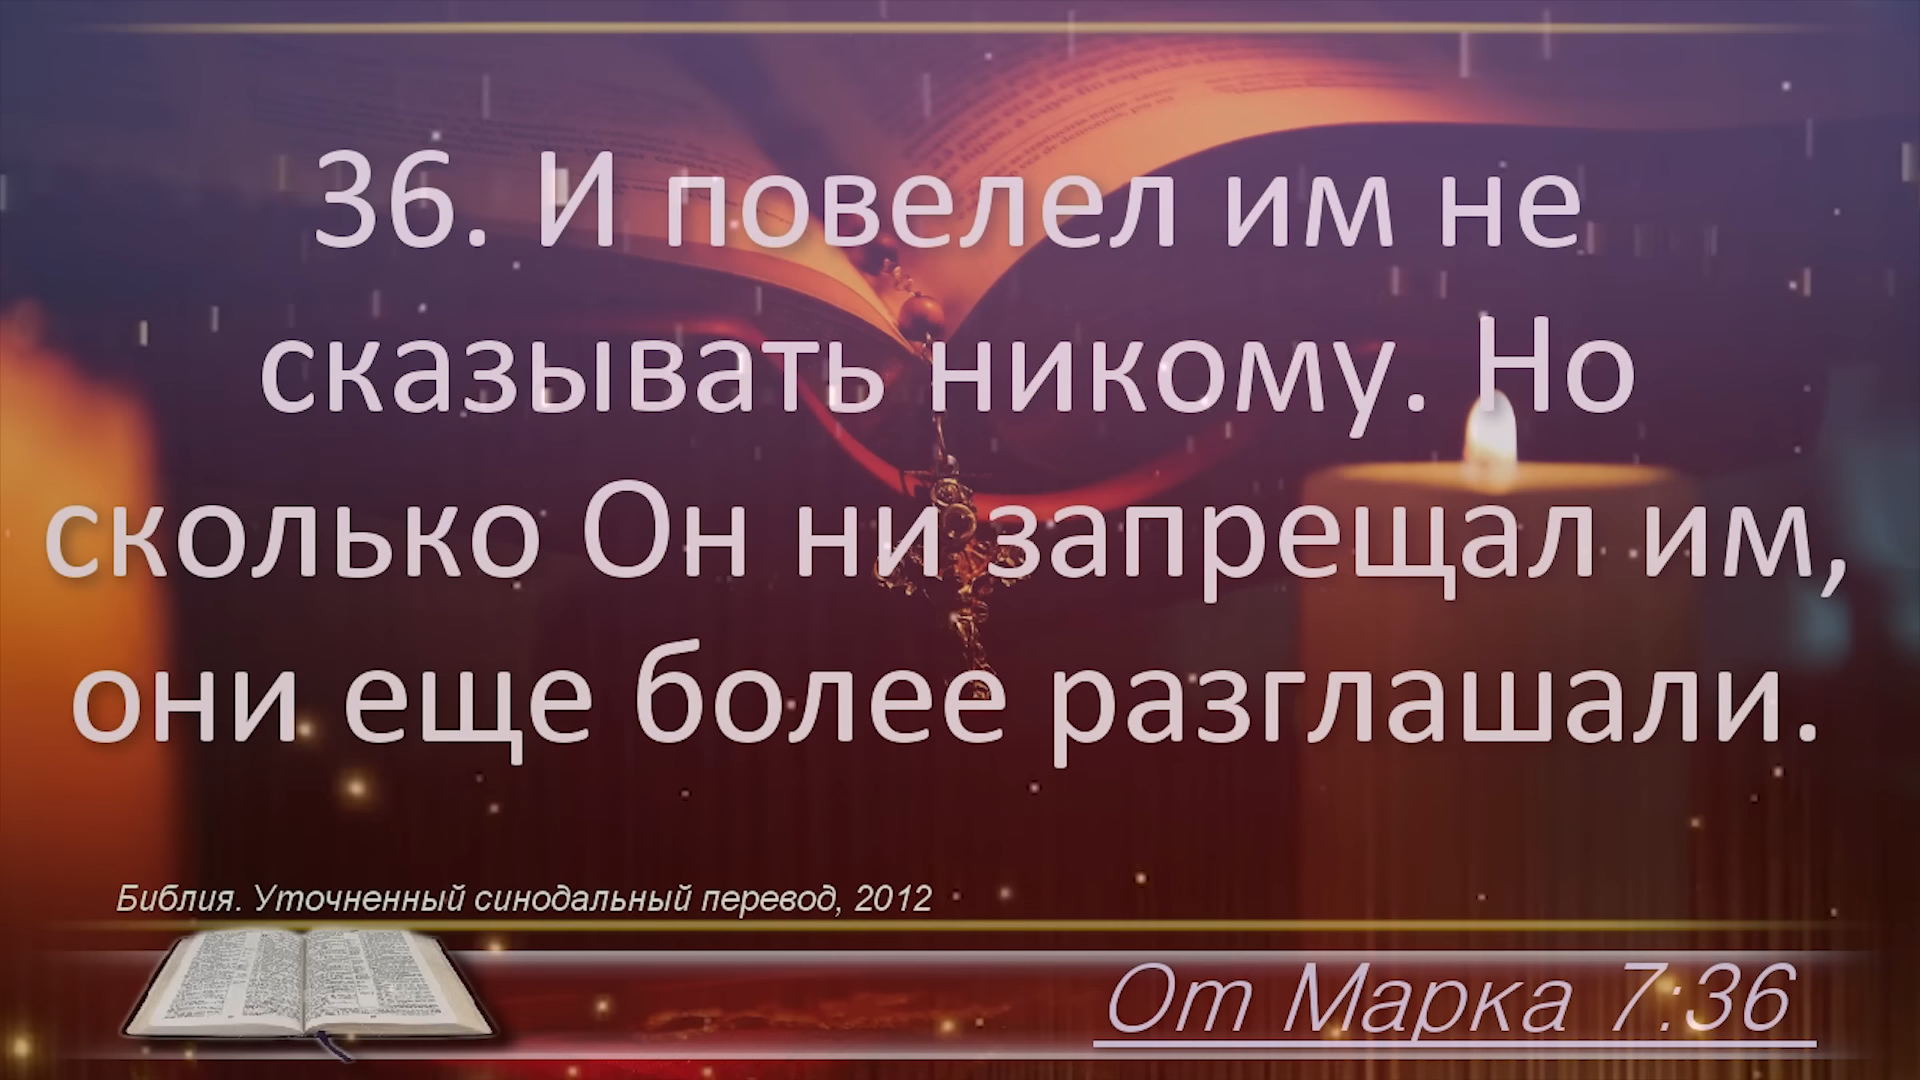 36. И повелел им не
сказывать никому. Но
сколько Он ни запрещал им,
они еще более разглашали.
Библия. Уточненный синодальный перевод, 2012
От Марка 7:36